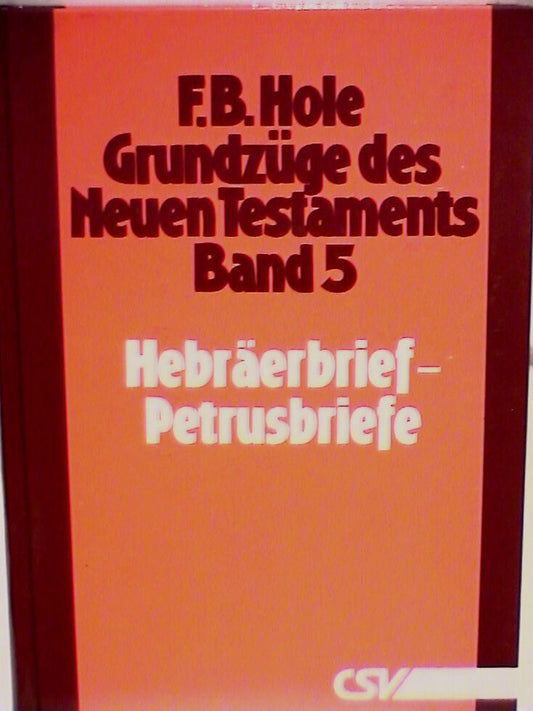 F.B. Hole
Grundzüge des
Neuen Testaments
Band 5
Hebräerbrief–
Petrusbriefe
CSV